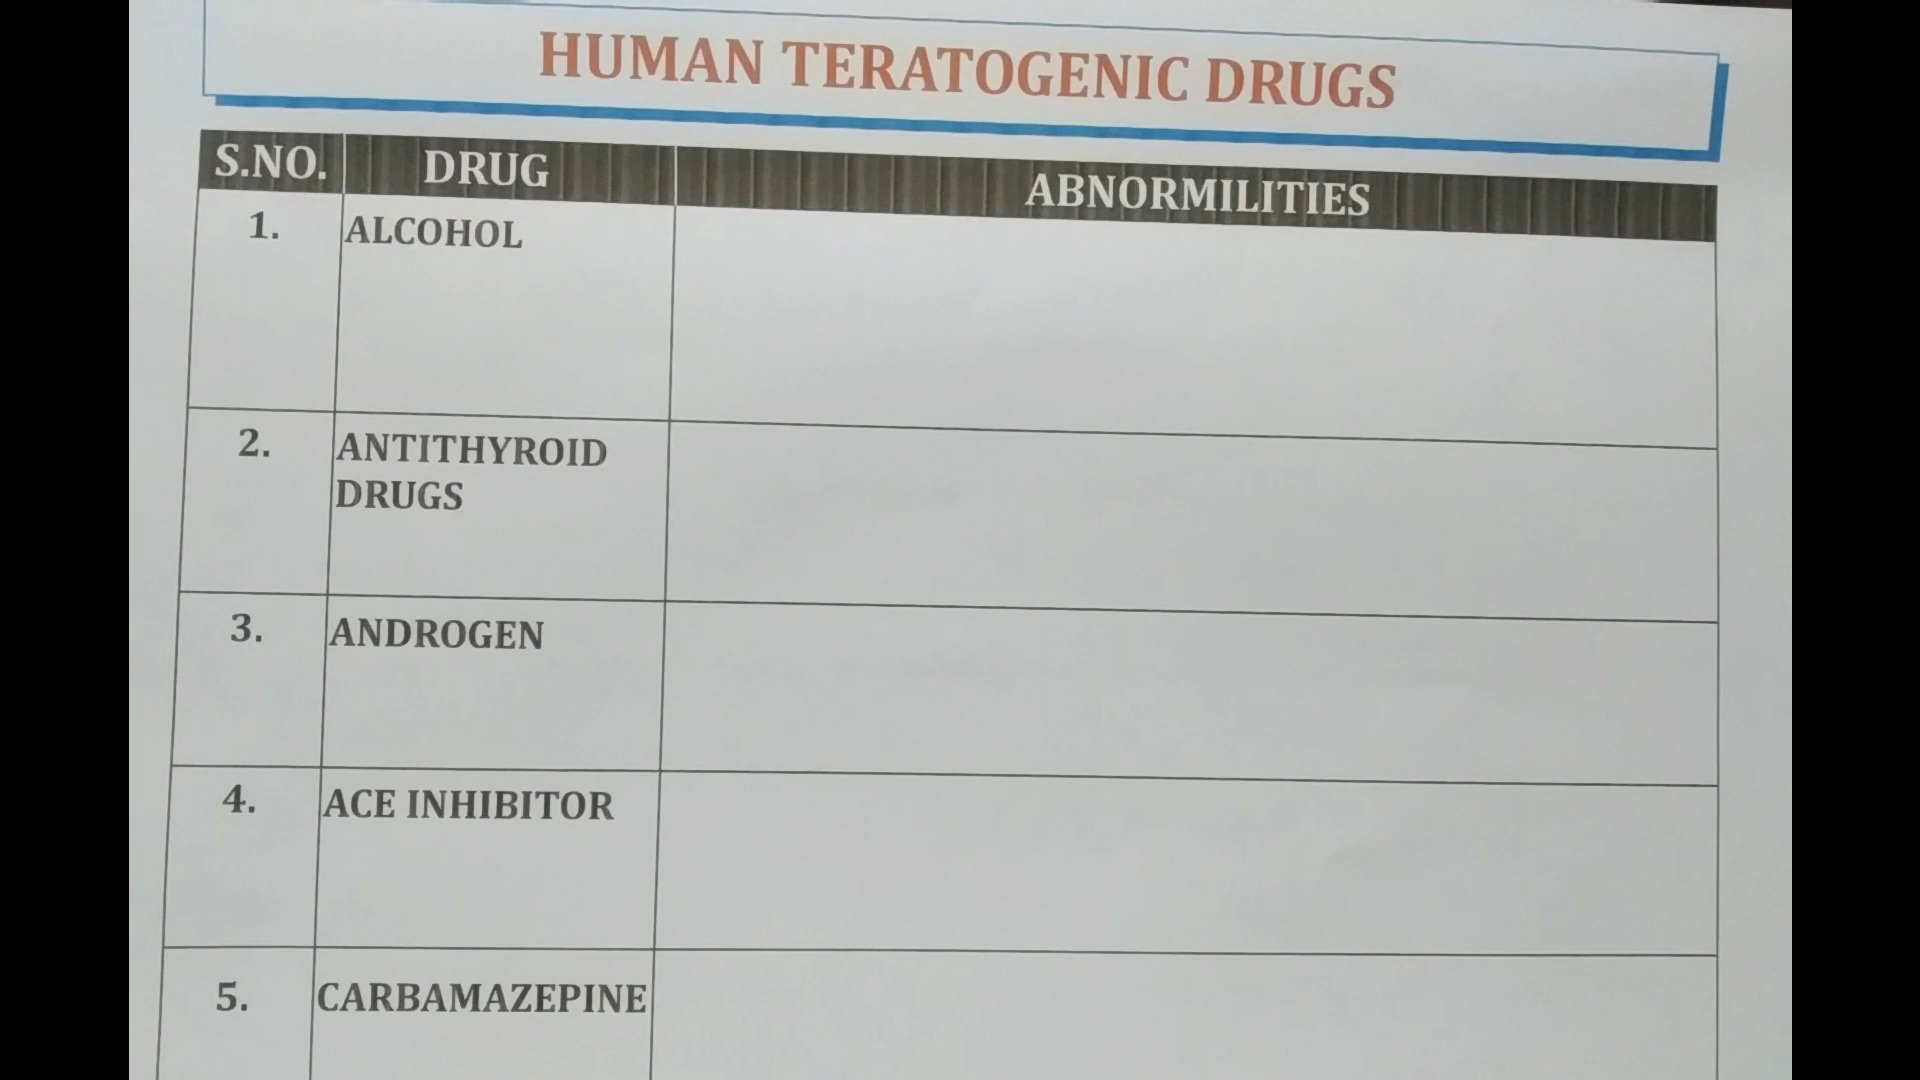 HUMAN TERATOGENIC DRUGS
S.NO. DRUG ABNORMILITIES
1. ALCOHOL
2. ANTITHYROID
DRUGS
3. ANDROGEN
4. ACE INHIBITOR
5. CARBAMAZEPINE